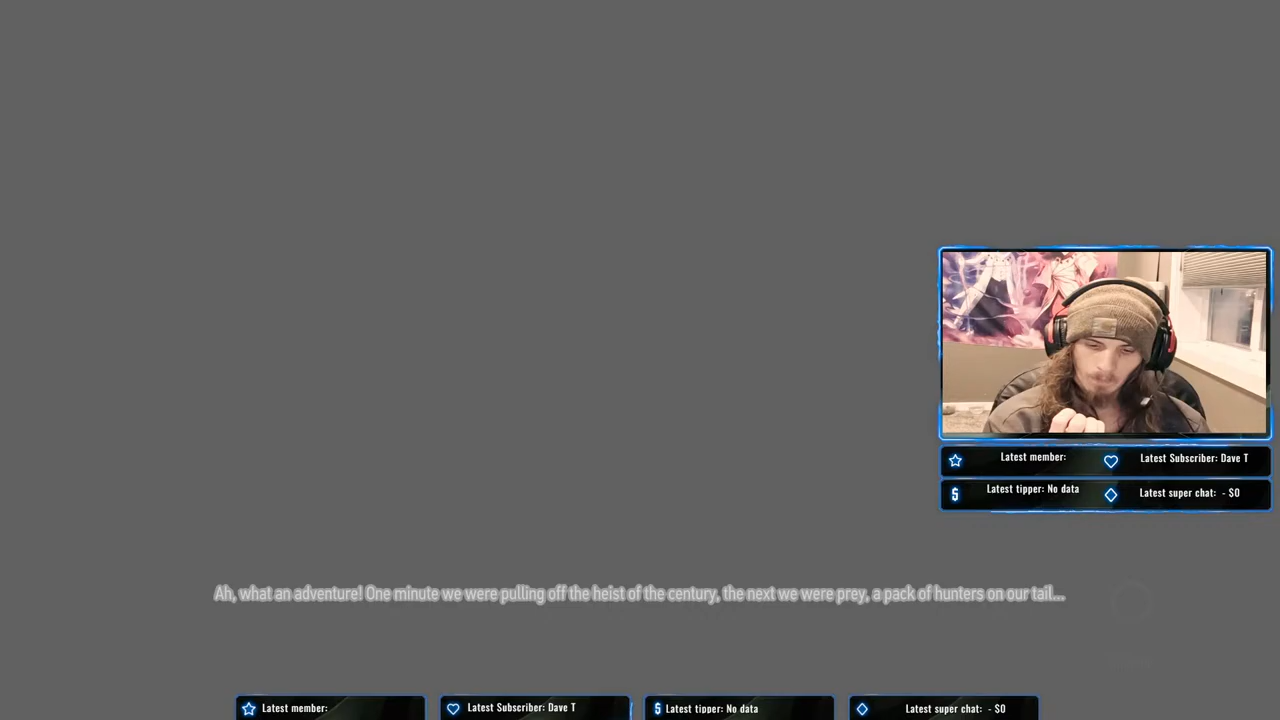 Latest member:
Latest Subscriber: Dave T
Latest tipper: No data
Latest super chat: - $0
Ah, what an adventure! One minute we were pulling off the heist of the century, the next we were prey, a pack of hunters on our tail...
Latest member:
Latest Subscriber: Dave T
Latest tipper: No data
Latest super chat: - $0